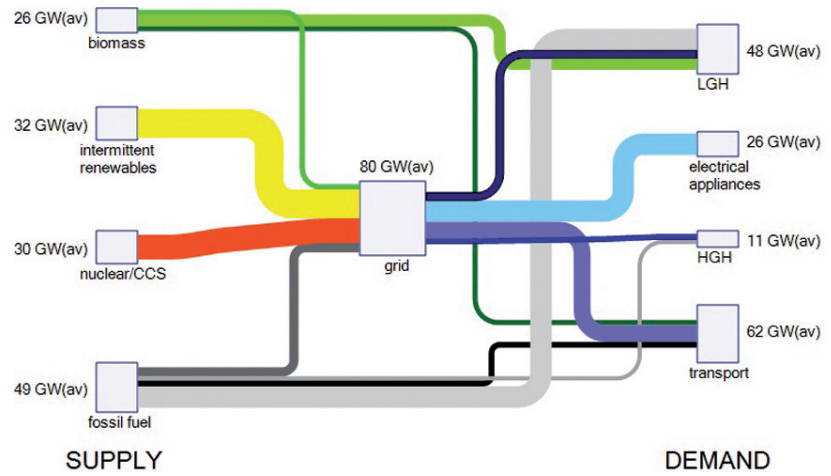 26 GW(av)
biomass
32 GW(av)
intermittent
renewables
30 GW(av)
nuclear/CCS
49 GW(av)
fossil fuel
SUPPLY
80 GW(av)
grid
48 GW(av)
LGH
26 GW(av)
electrical
appliances
11 GW(av)
HGH
62 GW(av)
transport
DEMAND